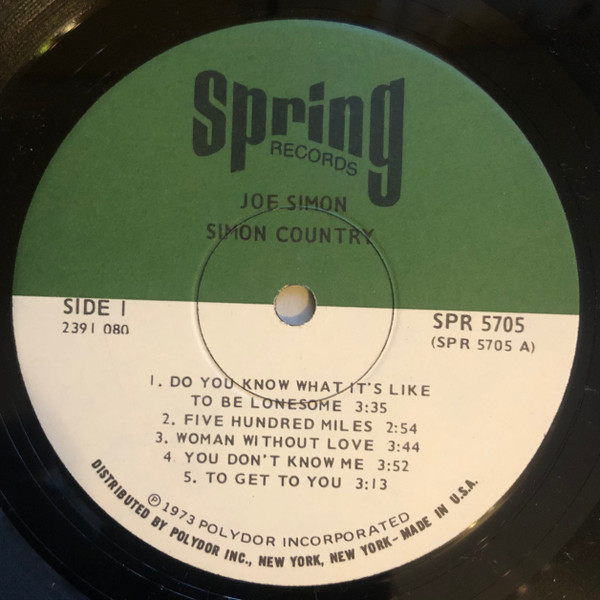 Spring
RECORDS
JOE SIMON
SIMON COUNTRY
SIDE 1
2391 080
SPR 5705
(SPR 5705 A)
1. DO YOU KNOW WHAT IT'S LIKE
TO BE LONESOME 3:35
2. FIVE HUNDRED MILES 2:54
3. WOMAN WITHOUT LOVE 3:44
4. YOU DON'T KNOW ME 3:52
5. TO GET TO YOU 3:13
℗ 1973 POLYDOR INCORPORATED
DISTRIBUTED BY POLYDOR INC., NEW YORK, NEW YORK – MADE IN U.S.A.